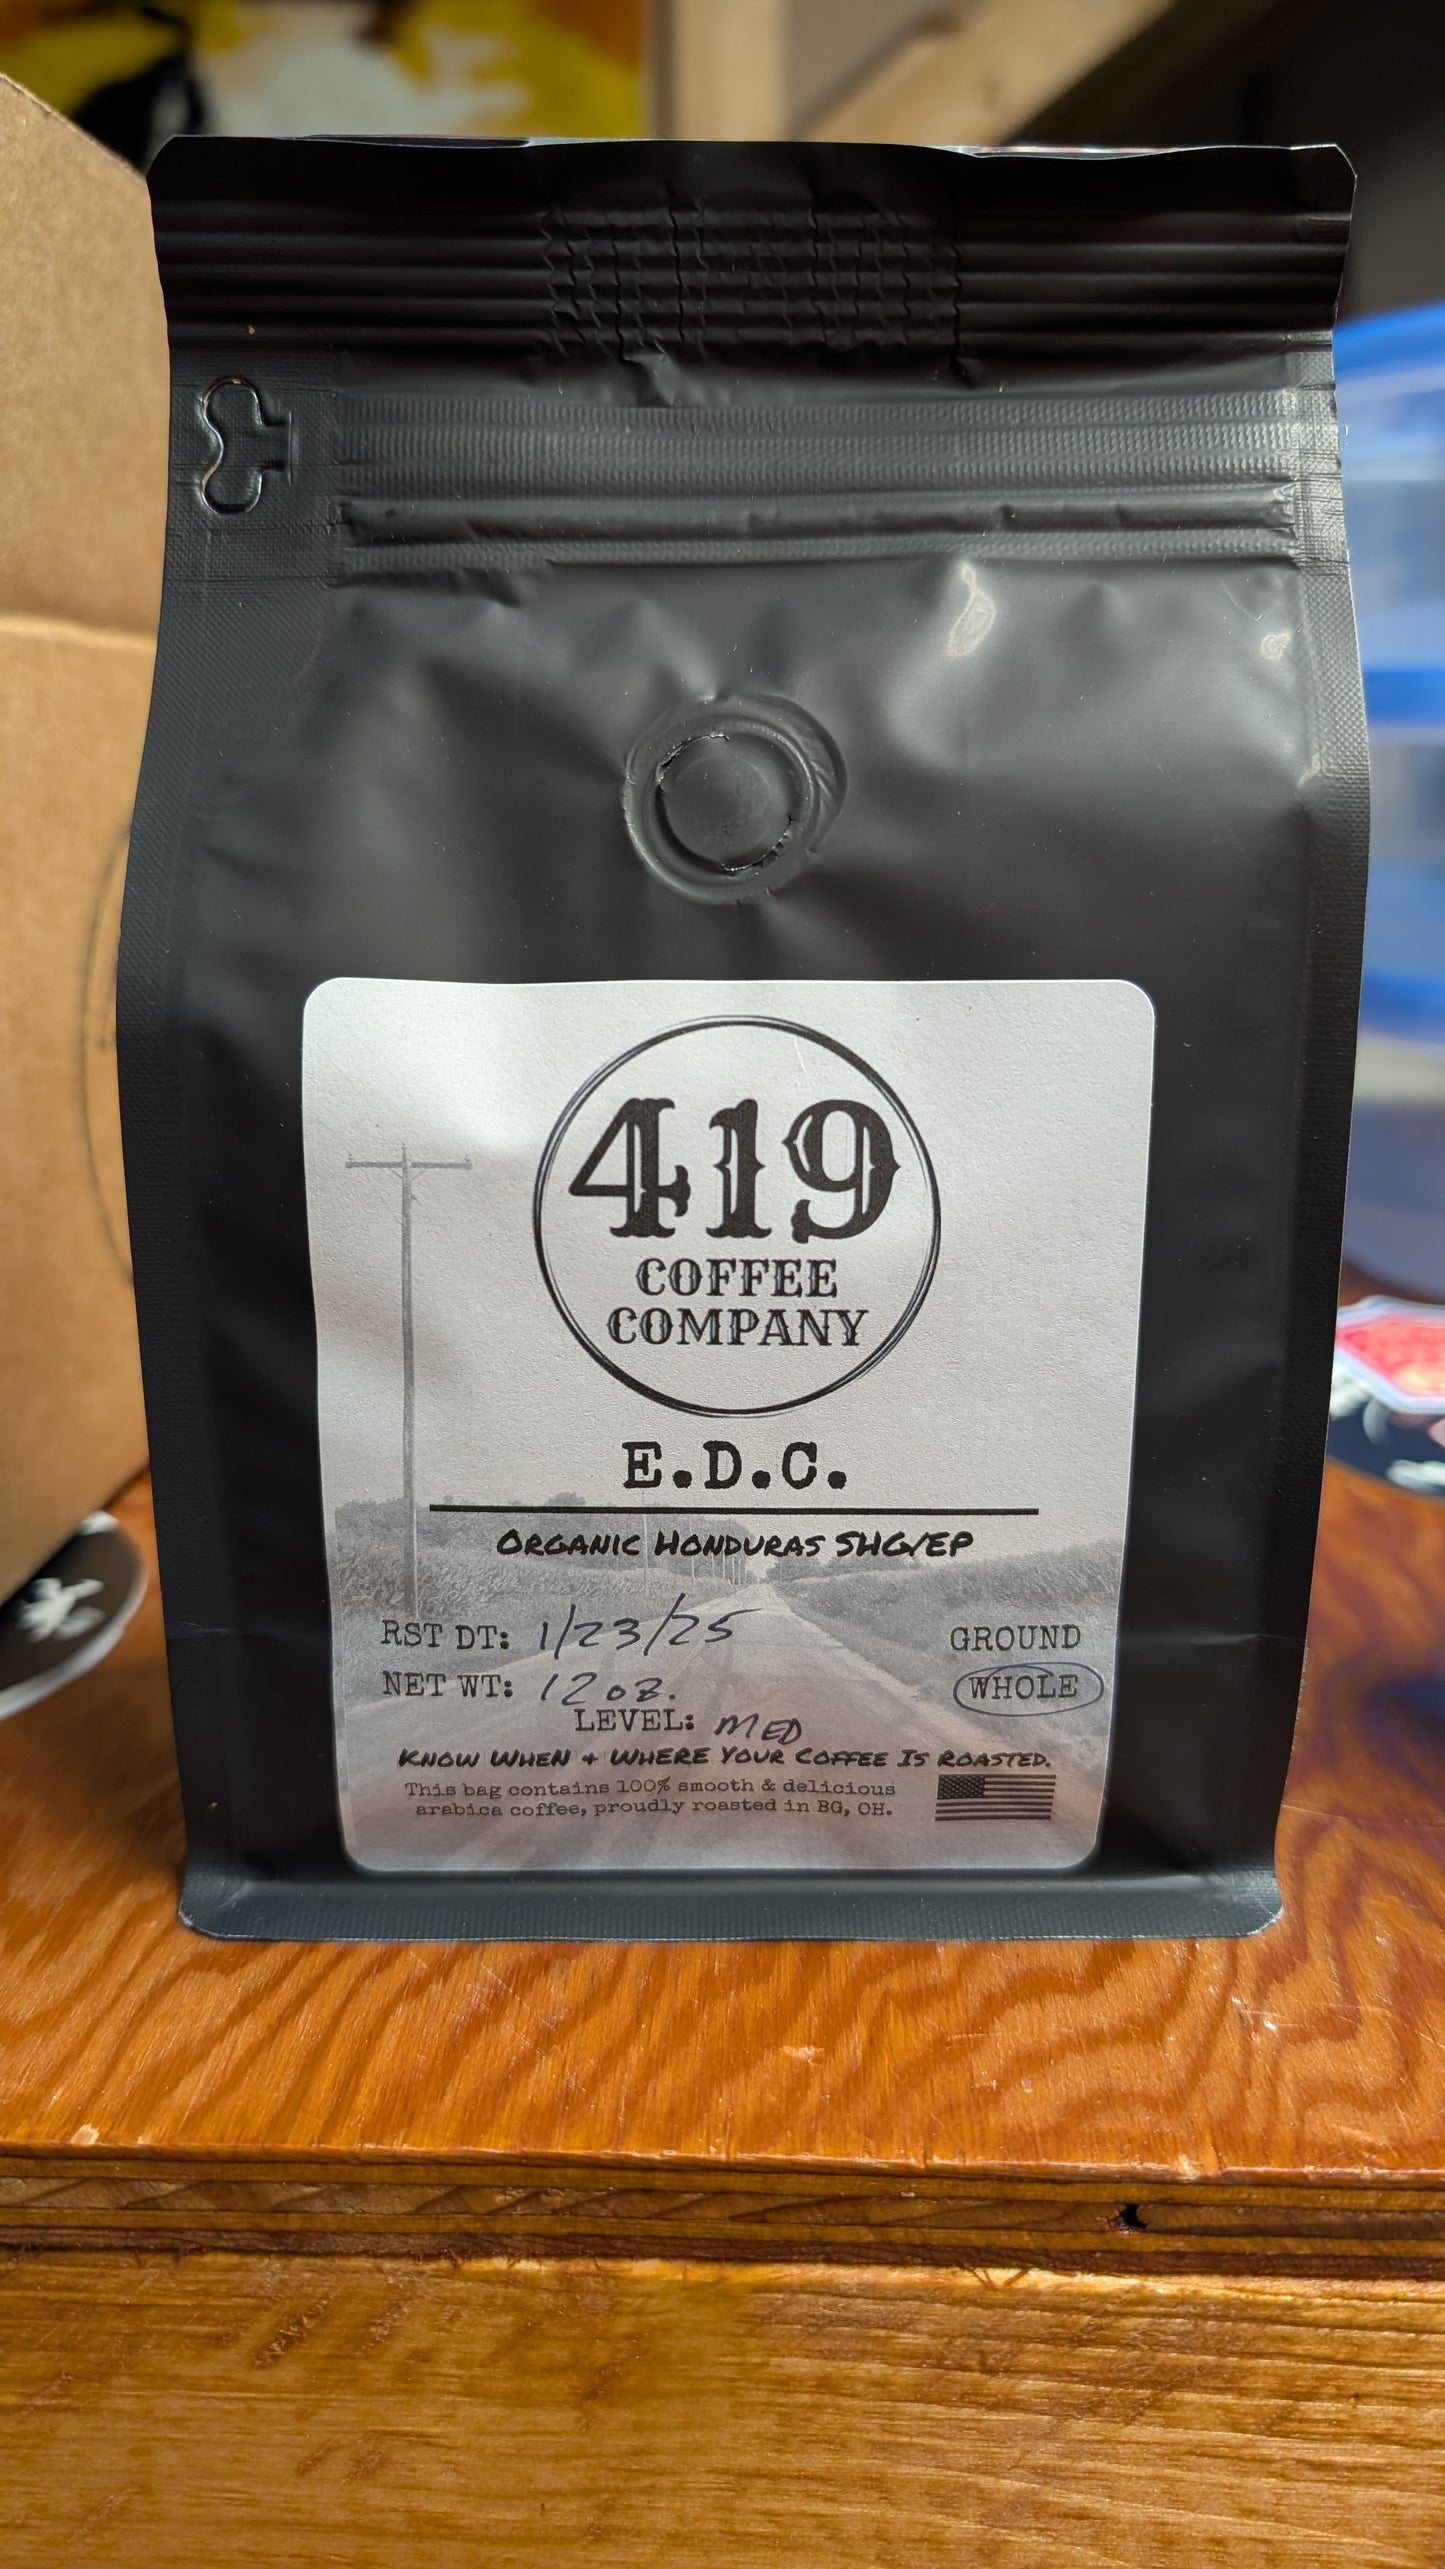 419
COFFEE
COMPANY
E.D.C.
Organic Honduras SHG/EP
RST DT: 1/23/25
GROUND
NET WT: 12 oz.
WHOLE
LEVEL: MED
Know When + Where Your Coffee Is Roasted.
This bag contains 100% smooth & delicious
arabica coffee, proudly roasted in BG, OH.